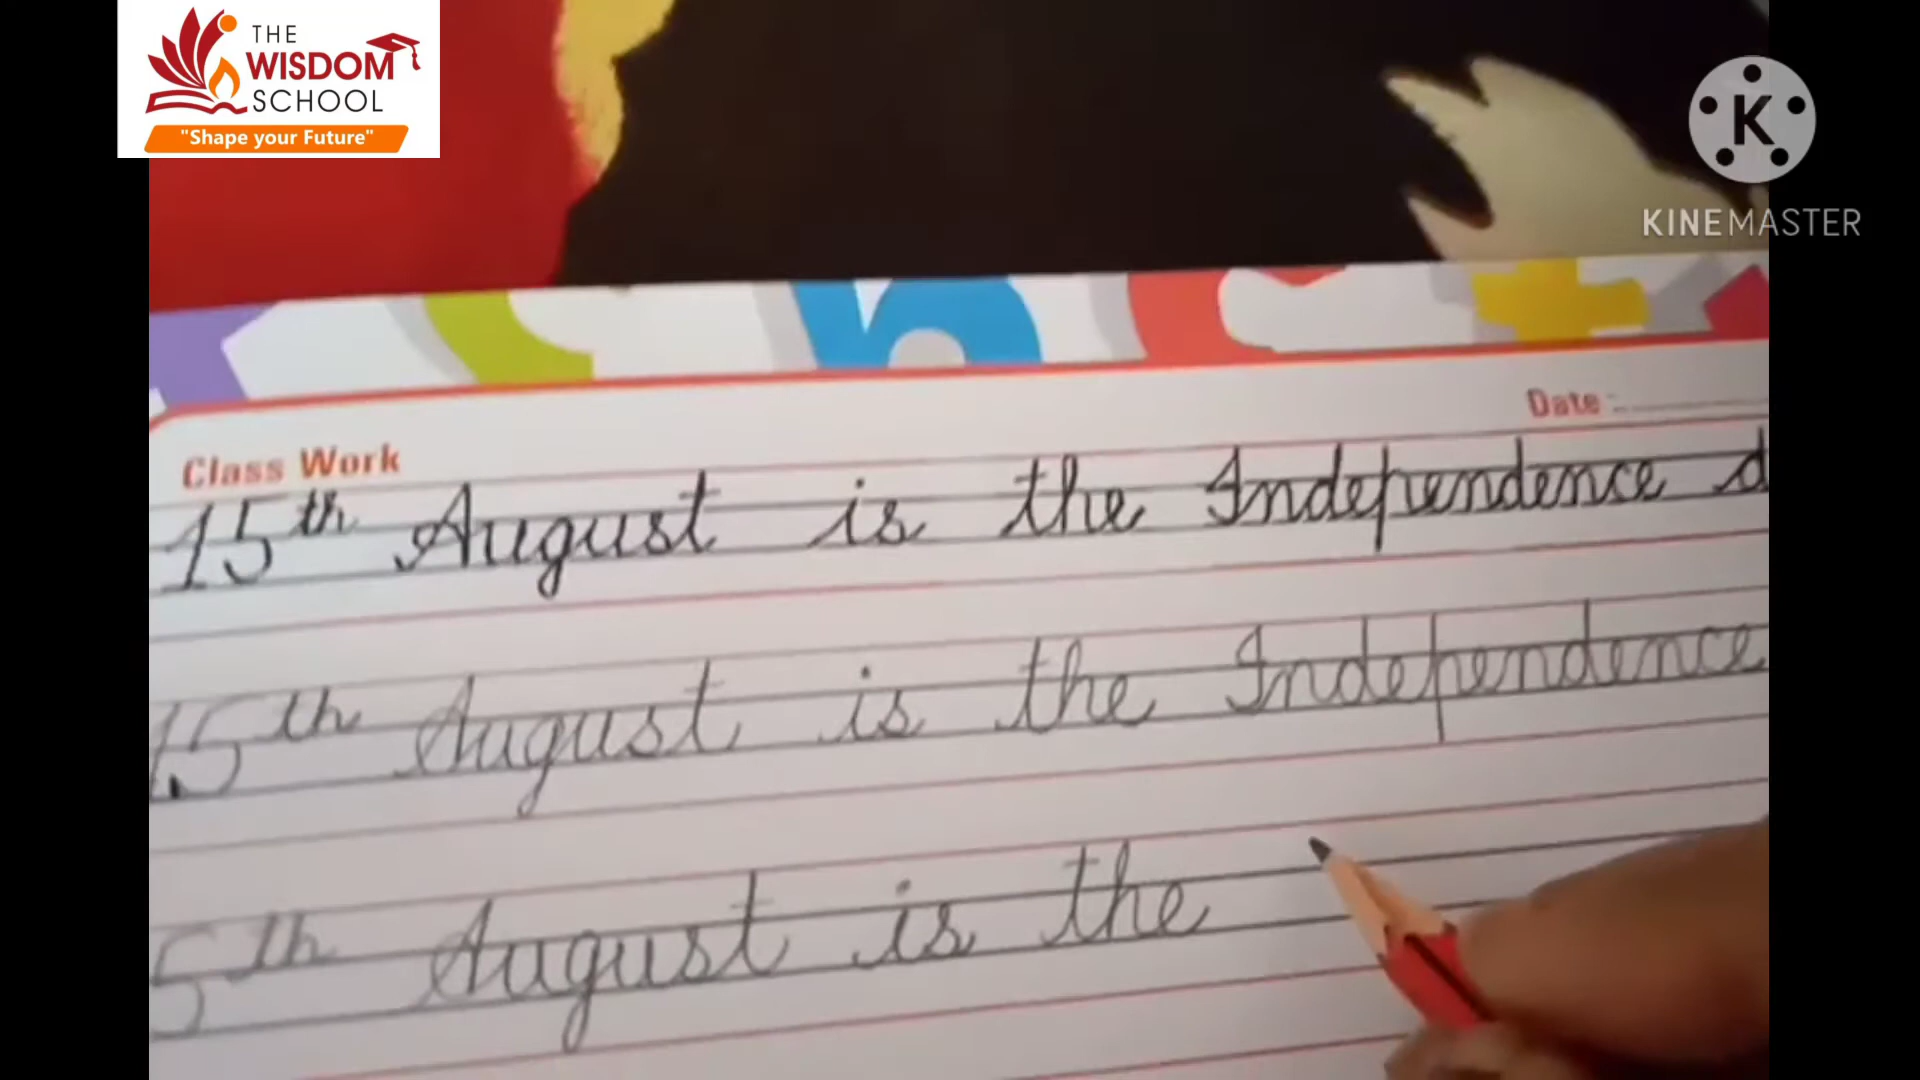 THE
WISDOM
SCHOOL
"Shape your Future"
K
KINEMASTER
Date :
Class Work
15th August is the Independence d
15th August is the Independence
5th August is the